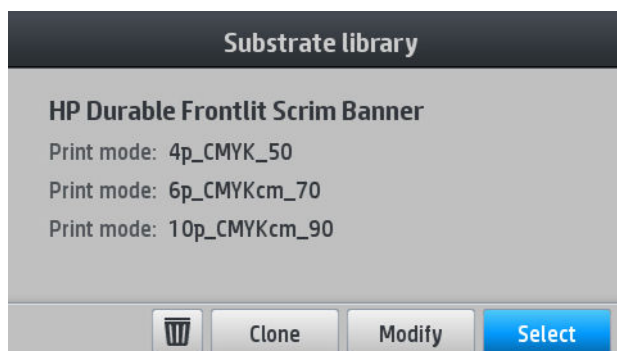 Substrate library
HP Durable Frontlit Scrim Banner
Print mode: 4p_CMYK_50
Print mode: 6p_CMYKcm_70
Print mode: 10p_CMYKcm_90
Clone Modify Select